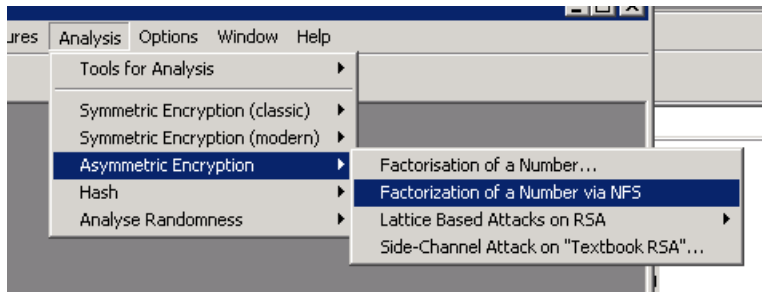 Analysis Options Window Help
Tools for Analysis
Symmetric Encryption (classic)
Symmetric Encryption (modern)
Asymmetric Encryption
Hash
Analyse Randomness
Factorisation of a Number...
Factorization of a Number via NFS
Lattice Based Attacks on RSA
Side-Channel Attack on "Textbook RSA"...